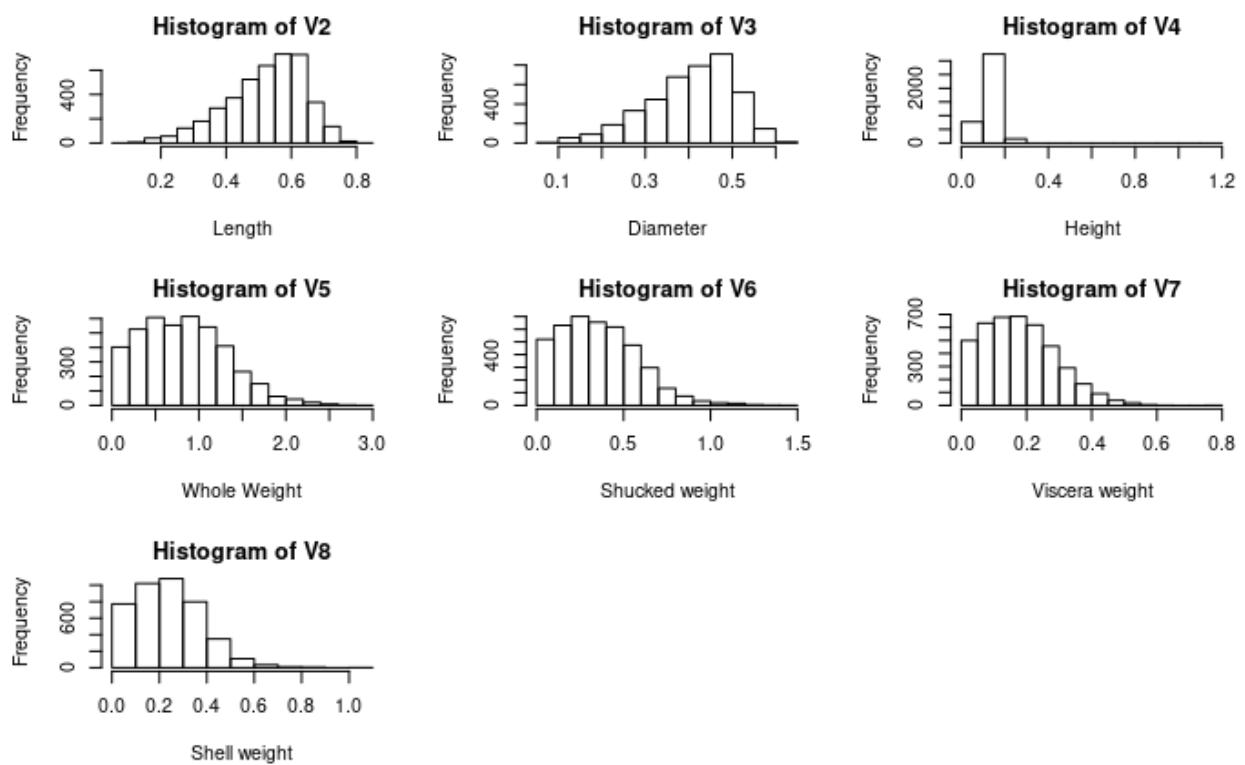 Histogram of V2
Frequency
0 400
0.2 0.4 0.6 0.8
Length
Histogram of V3
Frequency
0 400
0.1 0.3 0.5
Diameter
Histogram of V4
Frequency
0 2000
0.0 0.4 0.8 1.2
Height
Histogram of V5
Frequency
0 300
0.0 1.0 2.0 3.0
Whole Weight
Histogram of V6
Frequency
0 400
0.0 0.5 1.0 1.5
Shucked weight
Histogram of V7
Frequency
0 300 700
0.0 0.2 0.4 0.6 0.8
Viscera weight
Histogram of V8
Frequency
0 600
0.0 0.2 0.4 0.6 0.8 1.0
Shell weight